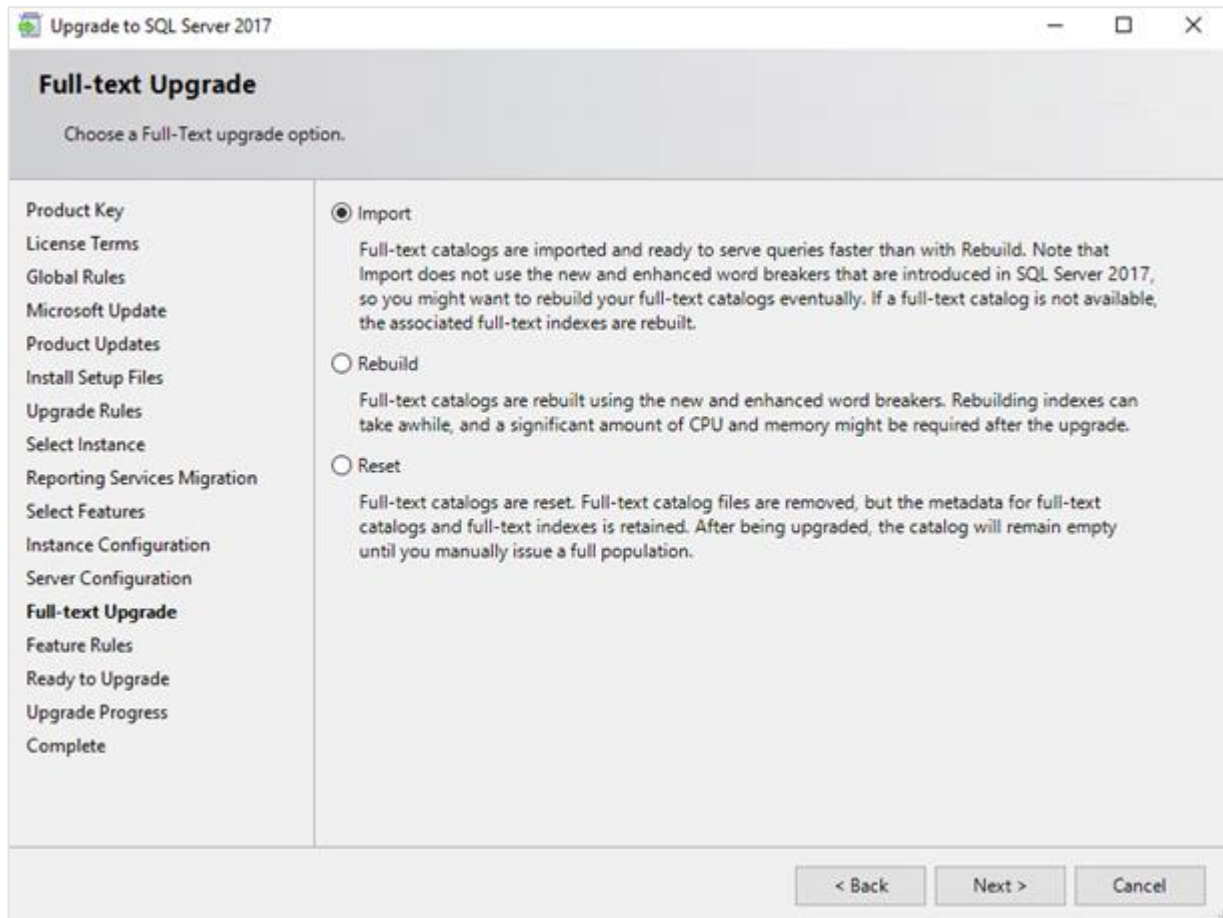 Upgrade to SQL Server 2017
Full-text Upgrade
Choose a Full-Text upgrade option.
Product Key
License Terms
Global Rules
Microsoft Update
Product Updates
Install Setup Files
Upgrade Rules
Select Instance
Reporting Services Migration
Select Features
Instance Configuration
Server Configuration
Full-text Upgrade
Feature Rules
Ready to Upgrade
Upgrade Progress
Complete
Import
Full-text catalogs are imported and ready to serve queries faster than with Rebuild. Note that
Import does not use the new and enhanced word breakers that are introduced in SQL Server 2017,
so you might want to rebuild your full-text catalogs eventually. If a full-text catalog is not available,
the associated full-text indexes are rebuilt.
Rebuild
Full-text catalogs are rebuilt using the new and enhanced word breakers. Rebuilding indexes can
take awhile, and a significant amount of CPU and memory might be required after the upgrade.
Reset
Full-text catalogs are reset. Full-text catalog files are removed, but the metadata for full-text
catalogs and full-text indexes is retained. After being upgraded, the catalog will remain empty
until you manually issue a full population.
< Back
Next >
Cancel